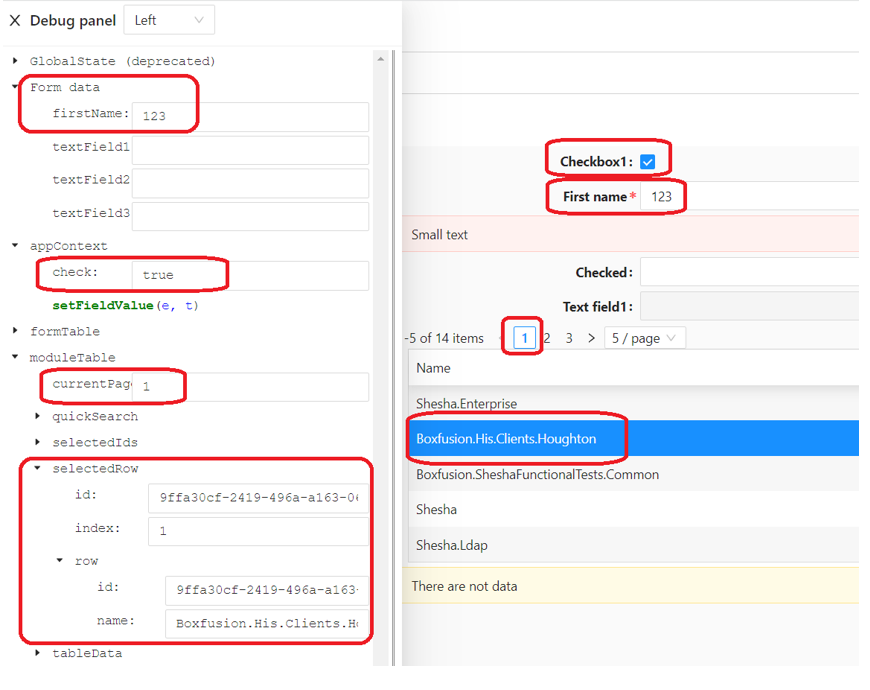 Debug panel Left
GlobalState (deprecated)
Form data
firstName: 123
textField1
textField2
textField3
appContext
check: true
setFieldValue(e, t)
formTable
moduleTable
currentPag 1
quickSearch
selectedIds
selectedRow
id: 9ffa30cf-2419-496a-a163-0
index: 1
row
id: 9ffa30cf-2419-496a-a163-
name: Boxfusion.His.Clients.Ho
tableData
Checkbox1:
First name* 123
Small text
Checked:
Text field1:
-5 of 14 items 1 2 3 > 5 / page
Name
Shesha.Enterprise
Boxfusion.His.Clients.Houghton
Boxfusion.SheshaFunctionalTests.Common
Shesha
Shesha.Ldap
There are not data